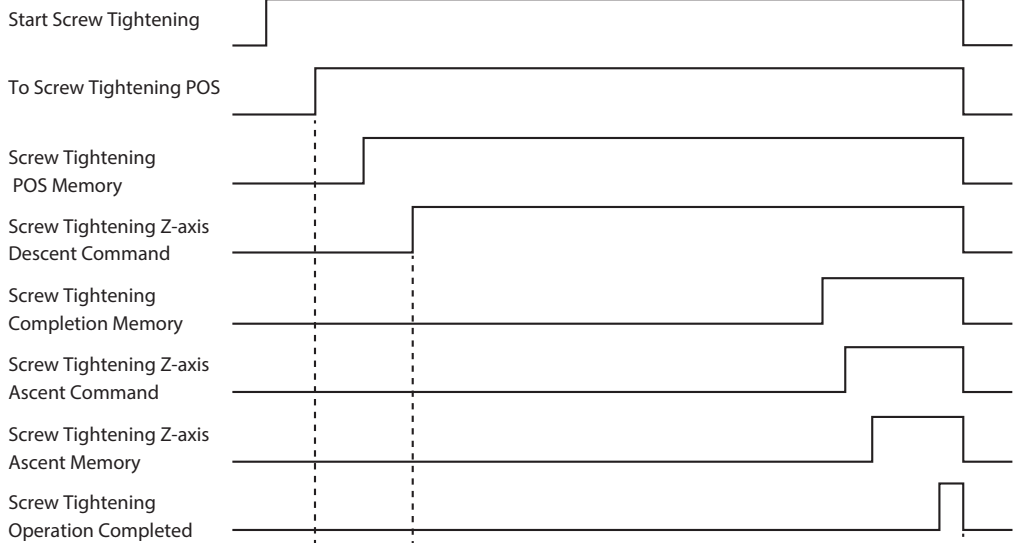 Start Screw Tightening
To Screw Tightening POS
Screw Tightening
POS Memory
Screw Tightening Z-axis
Descent Command
Screw Tightening
Completion Memory
Screw Tightening Z-axis
Ascent Command
Screw Tightening Z-axis
Ascent Memory
Screw Tightening
Operation Completed